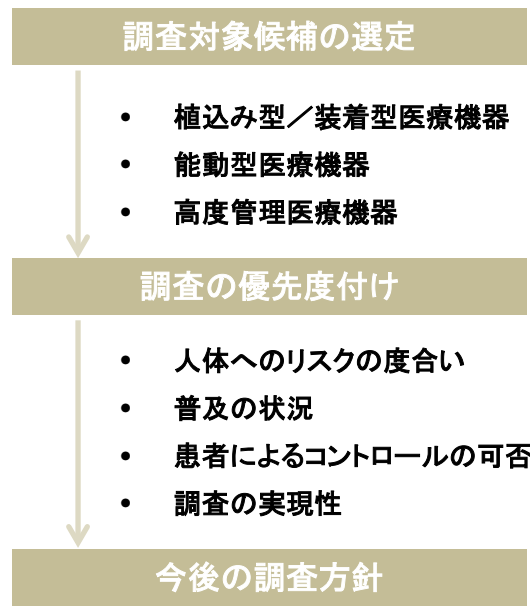 調査対象候補の選定
• 植込み型／装着型医療機器
• 能動型医療機器
• 高度管理医療機器
調査の優先度付け
• 人体へのリスクの度合い
• 普及の状況
• 患者によるコントロールの可否
• 調査の実現性
今後の調査方針